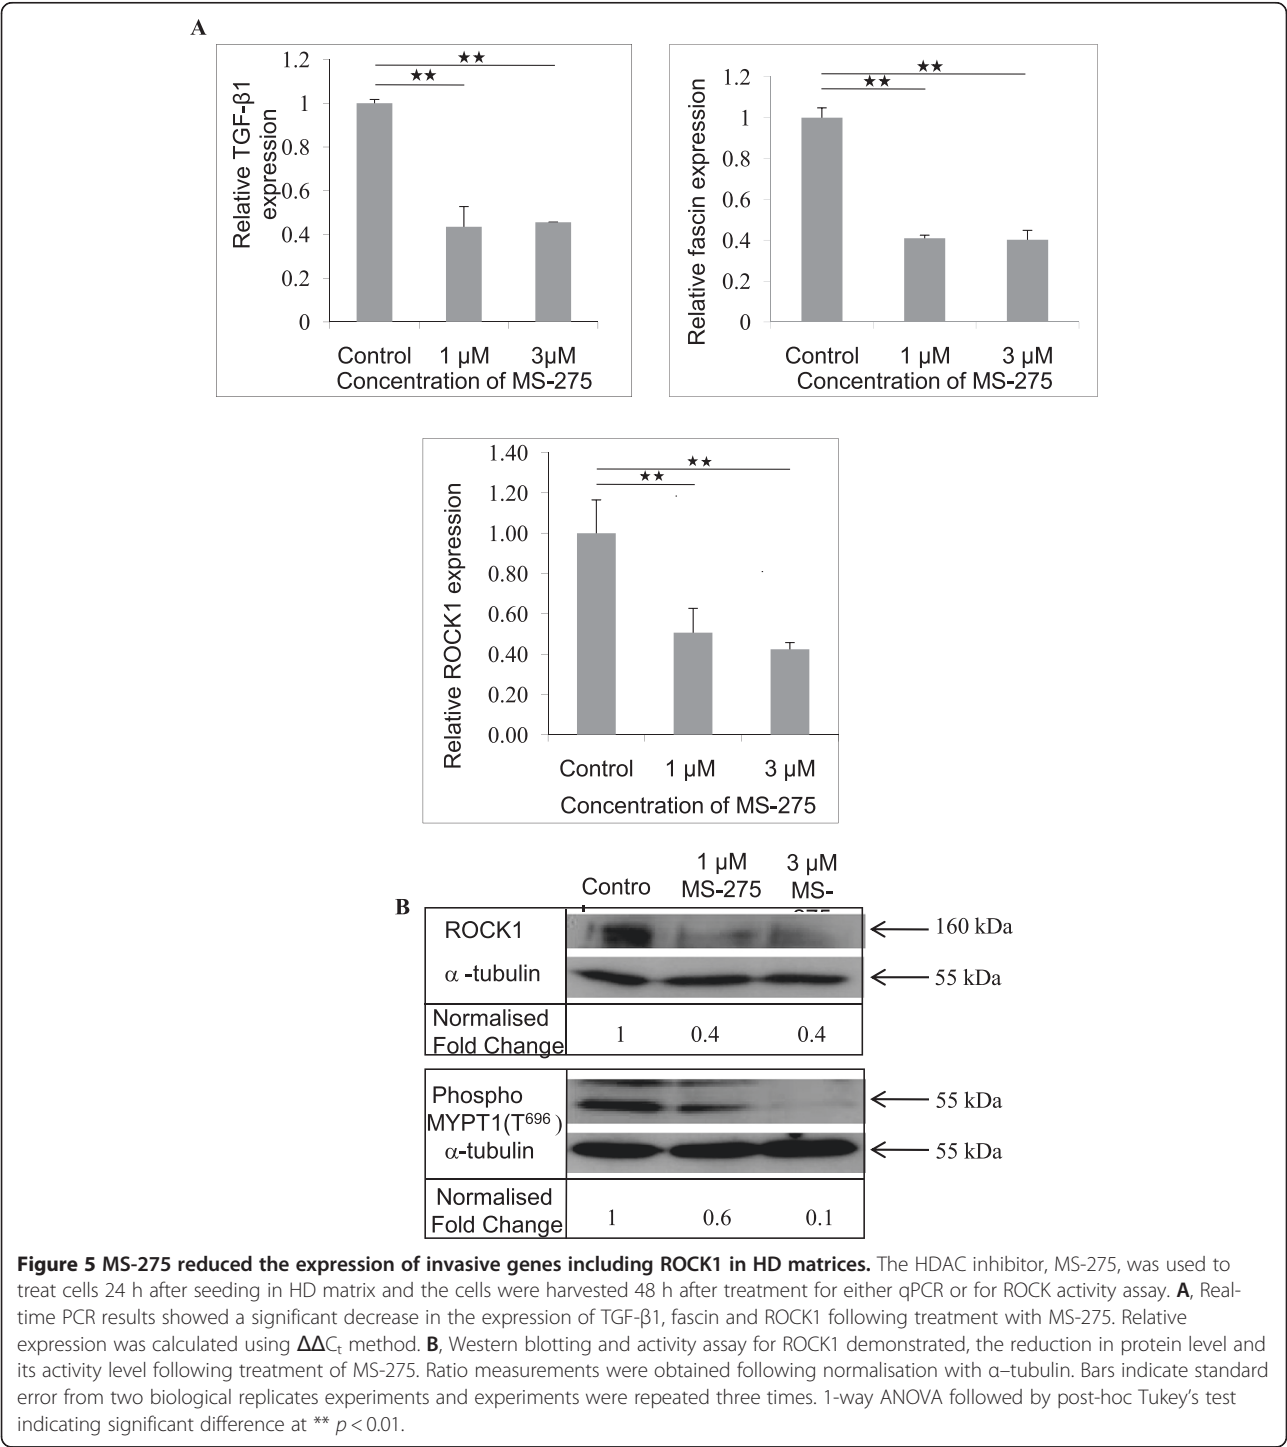 A
Relative TGF-β1
expression
1.2
1
0.8
0.6
0.4
0.2
0
★★
★★
Control 1 µM 3µM
Concentration of MS-275
Relative fascin expression
1.2
1
0.8
0.6
0.4
0.2
0
★★
★★
Control 1 µM 3 µM
Concentration of MS-275
Relative ROCK1 expression
1.40
1.20
1.00
0.80
0.60
0.40
0.20
0.00
★★
★★
Control 1 µM 3 µM
Concentration of MS-275
B
Contro
1 µM
MS-275
3 µM
MS-
ROCK1
160 kDa
α -tubulin
55 kDa
Normalised
Fold Change
1 0.4 0.4
Phospho
MYPT1(T696)
55 kDa
α-tubulin
55 kDa
Normalised
Fold Change
1 0.6 0.1
Figure 5 MS-275 reduced the expression of invasive genes including ROCK1 in HD matrices. The HDAC inhibitor, MS-275, was used to
treat cells 24 h after seeding in HD matrix and the cells were harvested 48 h after treatment for either qPCR or for ROCK activity assay. A, Real-
time PCR results showed a significant decrease in the expression of TGF-β1, fascin and ROCK1 following treatment with MS-275. Relative
expression was calculated using ΔΔCt method. B, Western blotting and activity assay for ROCK1 demonstrated, the reduction in protein level and
its activity level following treatment of MS-275. Ratio measurements were obtained following normalisation with α–tubulin. Bars indicate standard
error from two biological replicates experiments and experiments were repeated three times. 1-way ANOVA followed by post-hoc Tukey's test
indicating significant difference at ** p < 0.01.